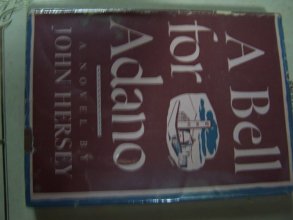 A Bell
for
Adano
A NOVEL BY
JOHN HERSEY